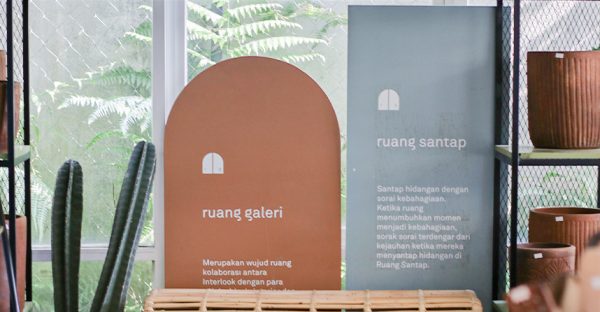 ruang galeri
Merupakan wujud ruang
kolaborasi antara
Interlook dengan para
ruang santap
Santap hidangan dengan
sorai kebahagiaan.
Ketika ruang
menumbuhkan momen
menjadi kebahagiaan,
sorak sorai terdengar dari
kejauhan ketika mereka
menyantap hidangan di
Ruang Santap.